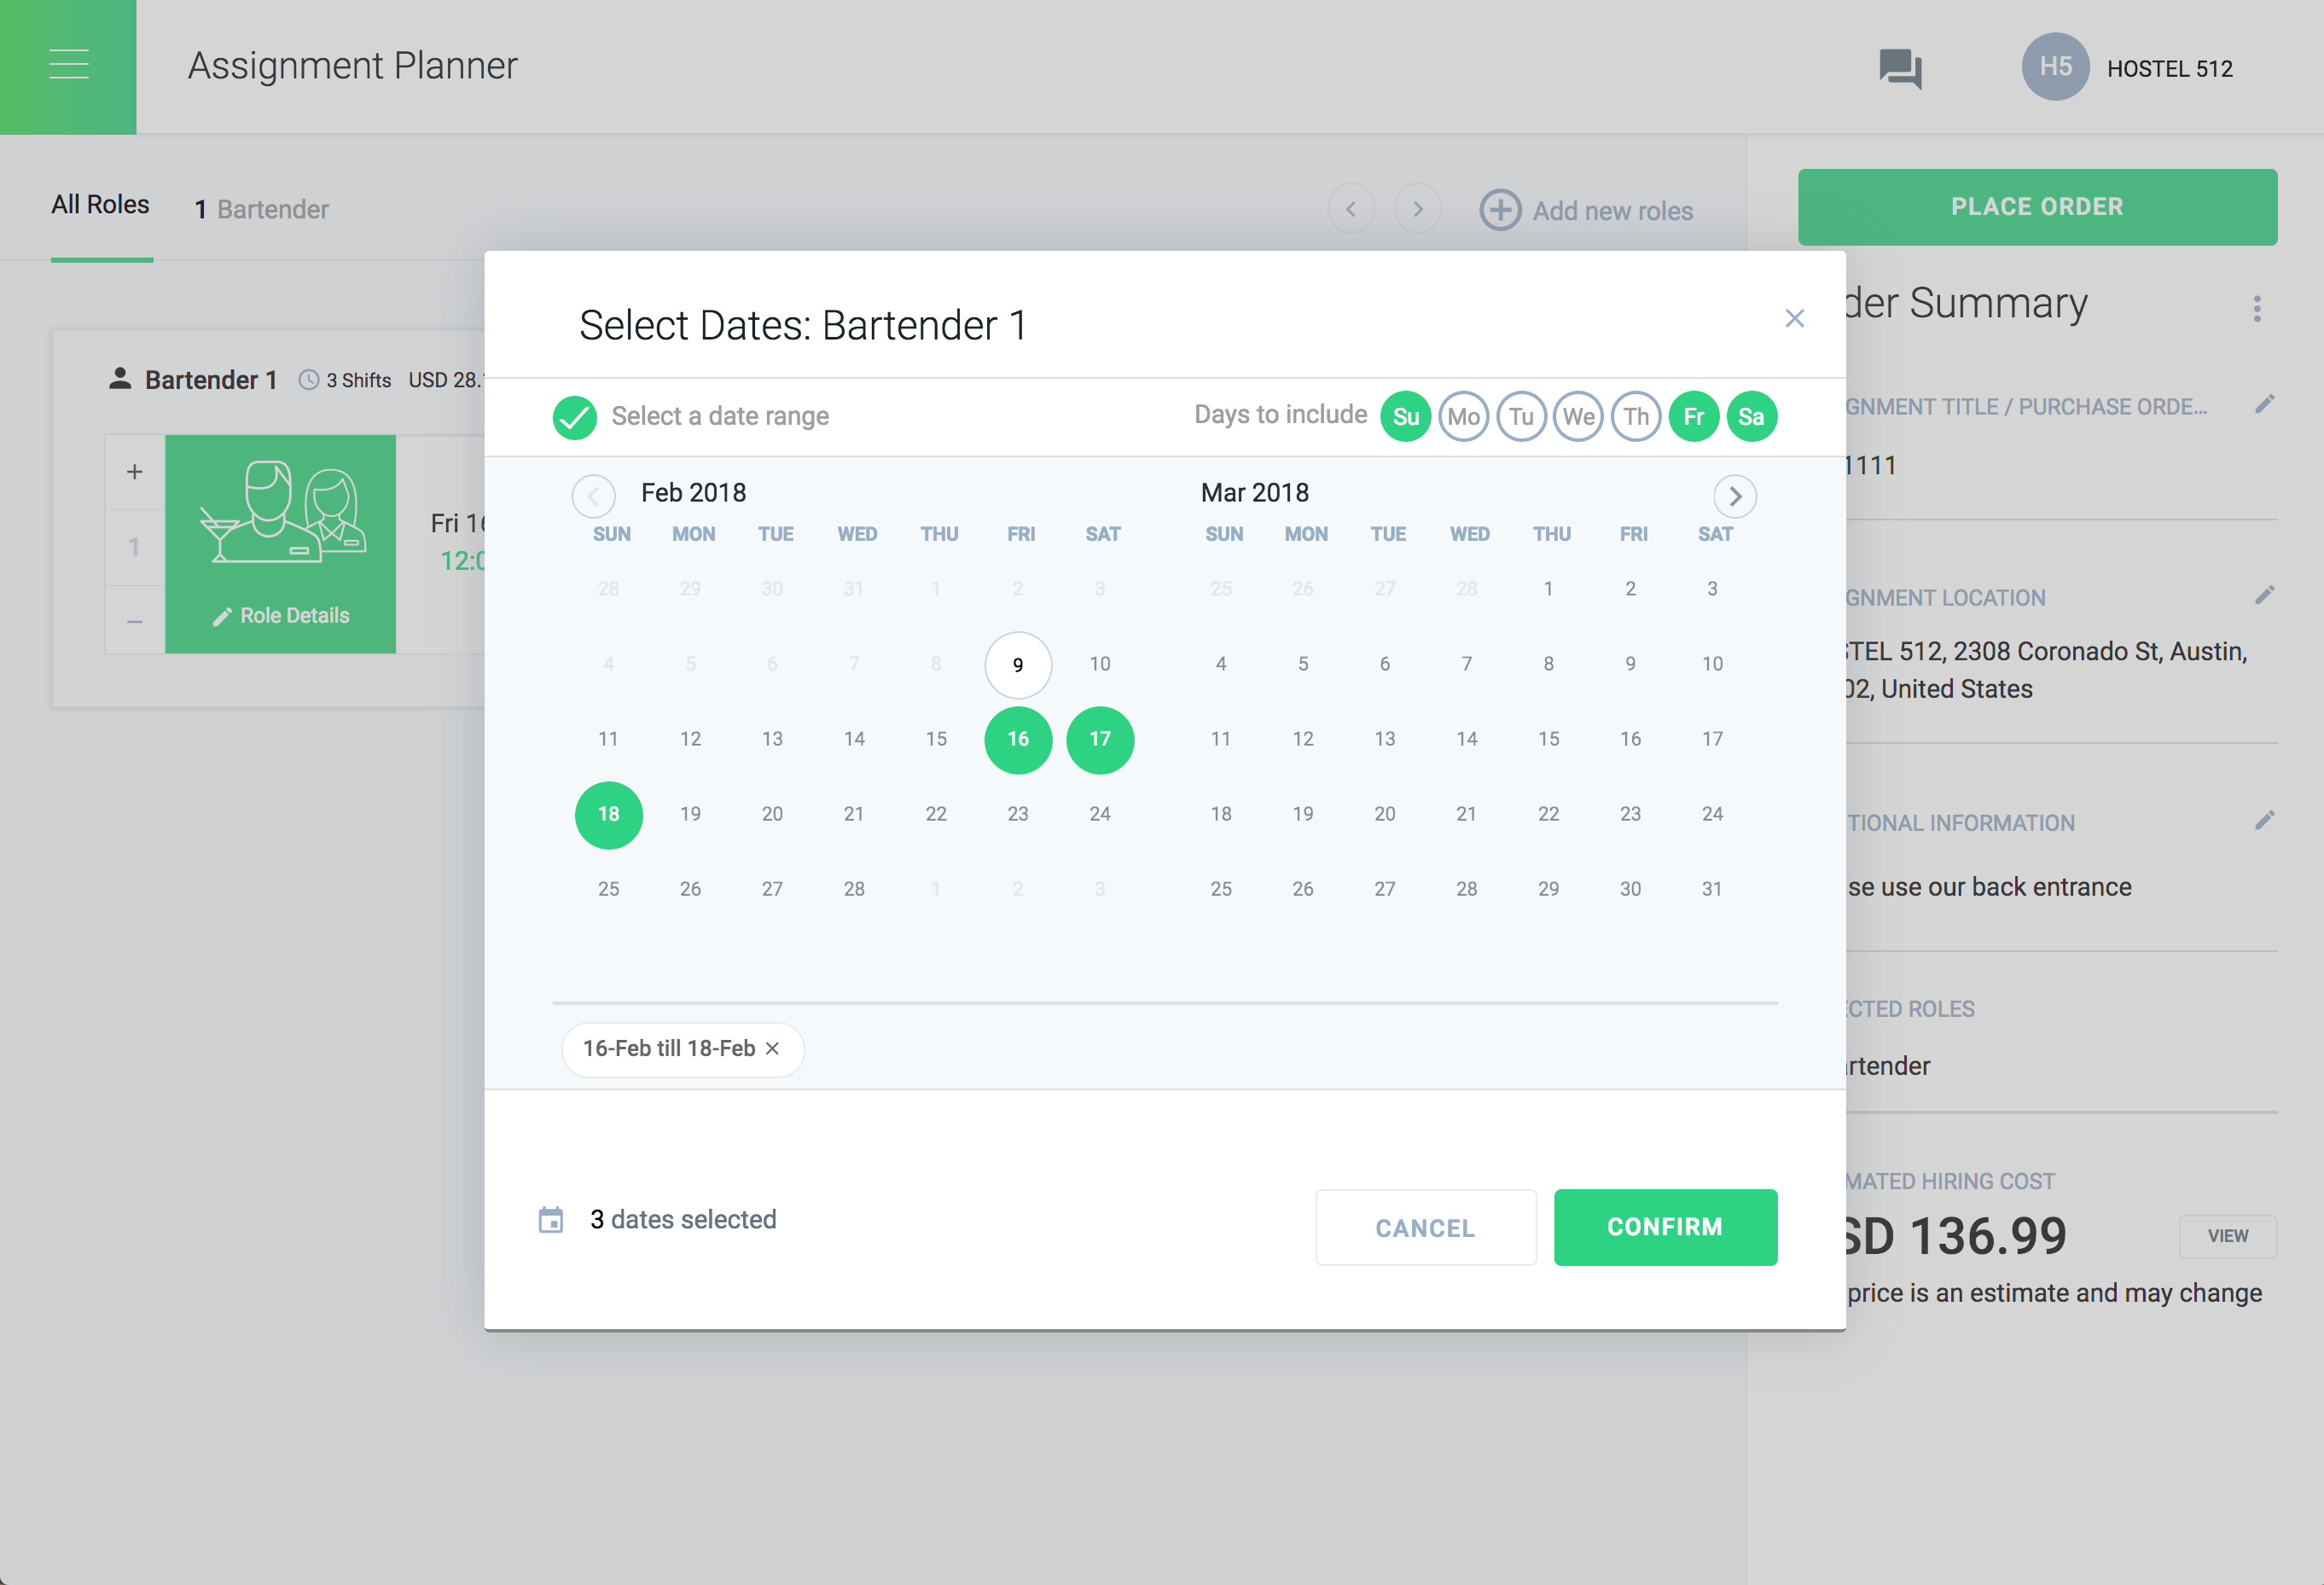 Assignment Planner
H5 HOSTEL 512
All Roles 1 Bartender
Add new roles
PLACE ORDER
Bartender 1 3 Shifts USD 28.
+
1
–
Role Details
Fri
12:0
Select Dates: Bartender 1
Select a date range
Days to include Su Mo Tu We Th Fr Sa
Feb 2018
SUN MON TUE WED THU FRI SAT
28 29 30 31 1 2 3
4 5 6 7 8 9 10
11 12 13 14 15 16 17
18 19 20 21 22 23 24
25 26 27 28 1 2 3
Mar 2018
SUN MON TUE WED THU FRI SAT
25 26 27 28 1 2 3
4 5 6 7 8 9 10
11 12 13 14 15 16 17
18 19 20 21 22 23 24
25 26 27 28 29 30 31
16-Feb till 18-Feb
3 dates selected
CANCEL
CONFIRM
der Summary
GNMENT TITLE / PURCHASE ORDE...
1111
GNMENT LOCATION
TEL 512, 2308 Coronado St, Austin,
02, United States
TIONAL INFORMATION
se use our back entrance
CTED ROLES
rtender
MATED HIRING COST
SD 136.99
VIEW
price is an estimate and may change